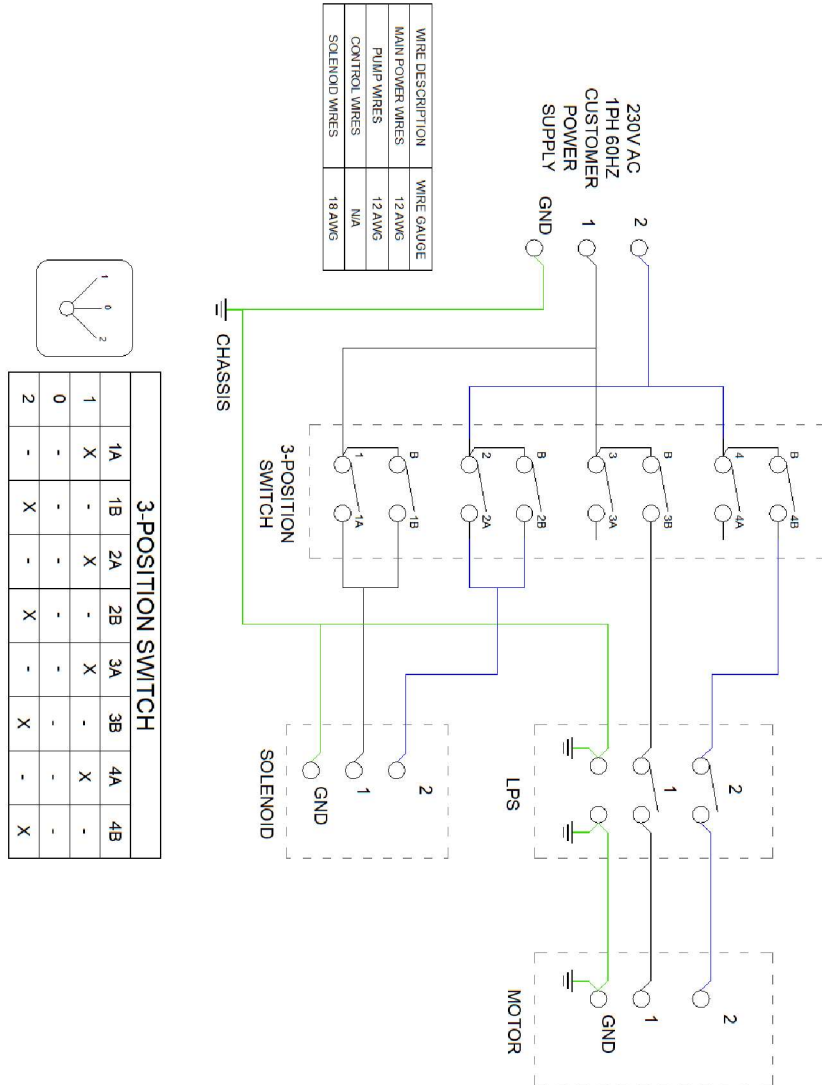 230V AC
1PH 60HZ
CUSTOMER
POWER
SUPPLY
2
1
GND
WIRE DESCRIPTION WIRE GAUGE
MAIN POWER WIRES 12 AWG
PUMP WIRES 12 AWG
CONTROL WIRES N/A
SOLENOID WIRES 18 AWG
CHASSIS
B 4B
4 4A
B 3B
3 3A
B 2B
2 2A
B 1B
1 1A
3-POSITION
SWITCH
2
1
LPS
2
1
GND
MOTOR
2
1
GND
SOLENOID
1
0
2
3-POSITION SWITCH
1A 1B 2A 2B 3A 3B 4A 4B
1 X - X - X - X -
0 - - - - - - - -
2 - X - X - X - X